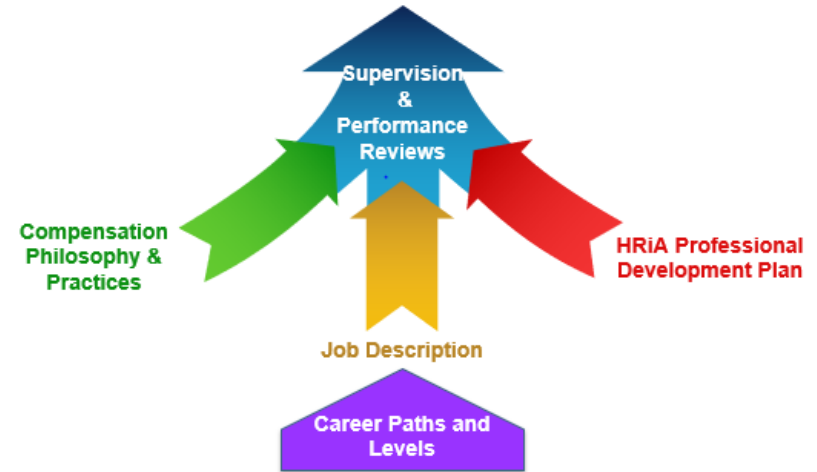 Supervision
&
Performance
Reviews
Compensation
Philosophy &
Practices
HRiA Professional
Development Plan
Job Description
Career Paths and
Levels